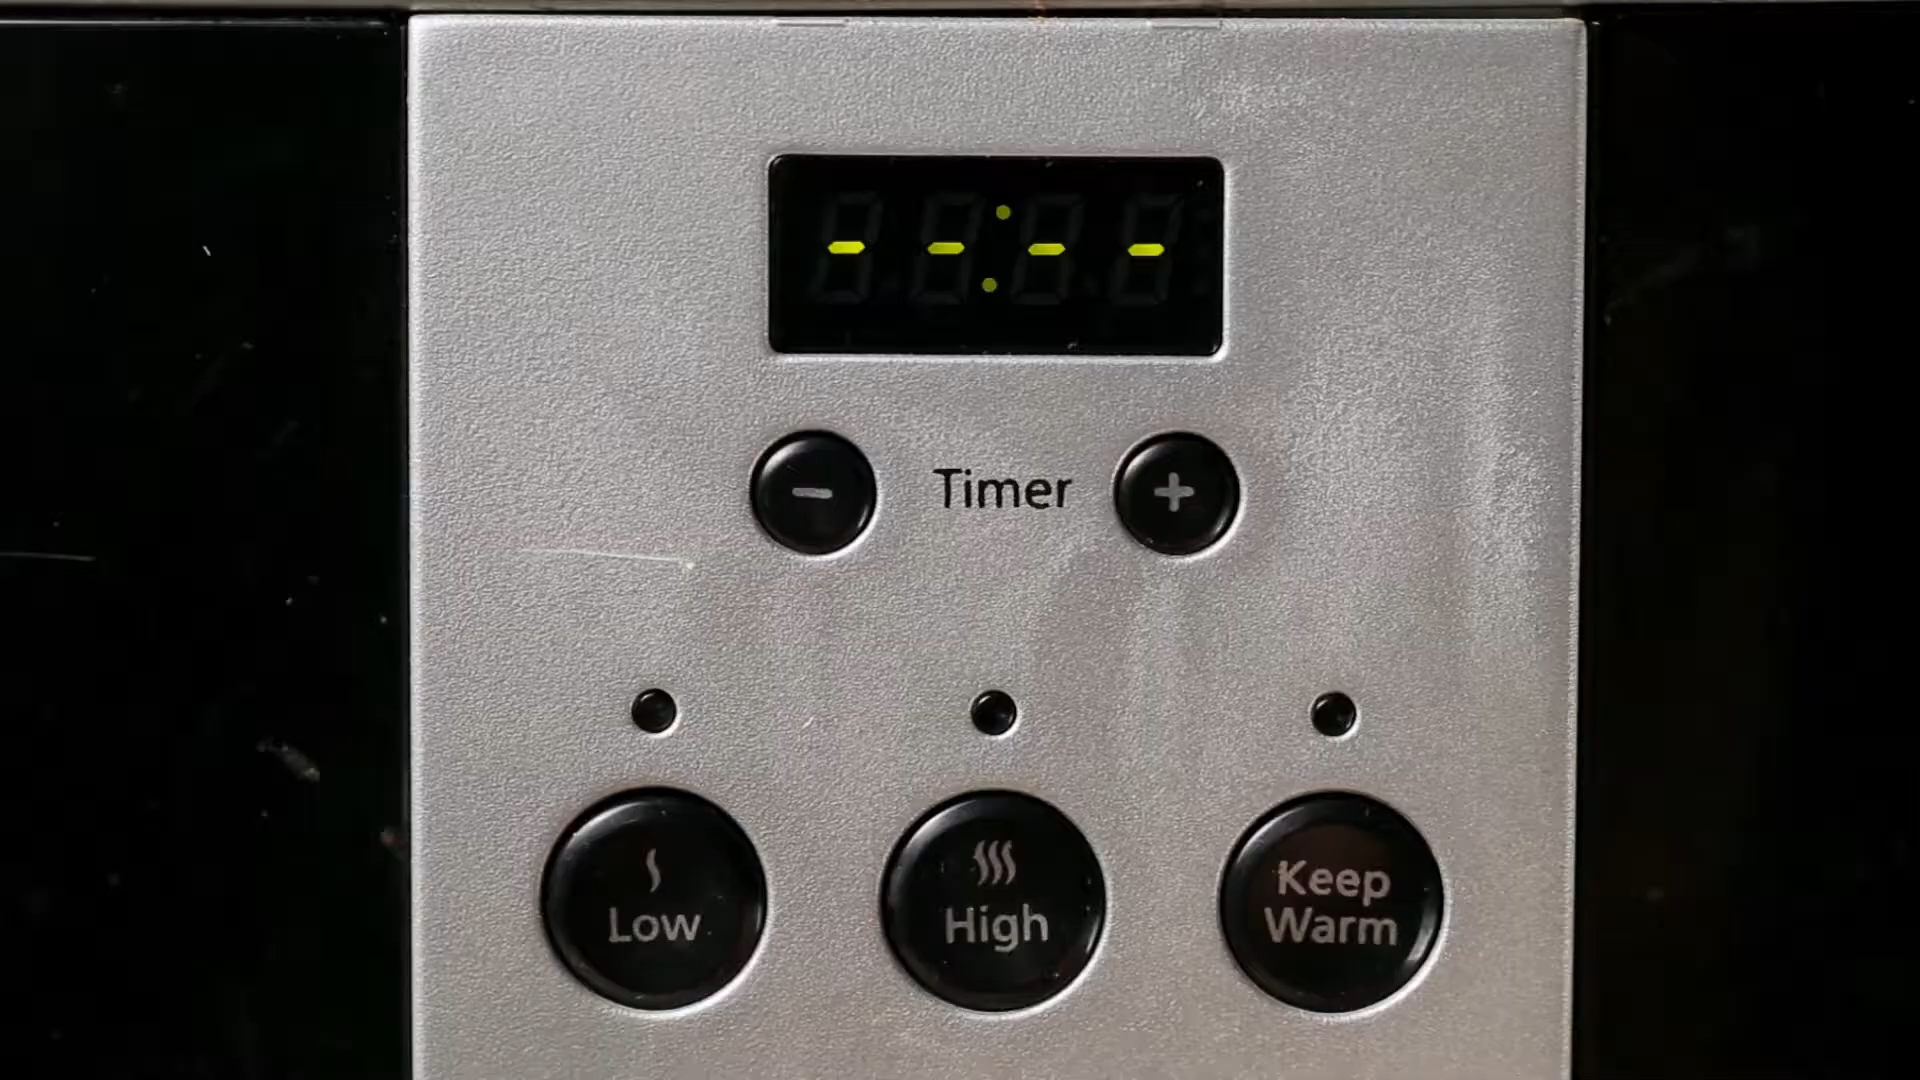 --:--
- Timer +
Low
High
Keep
Warm